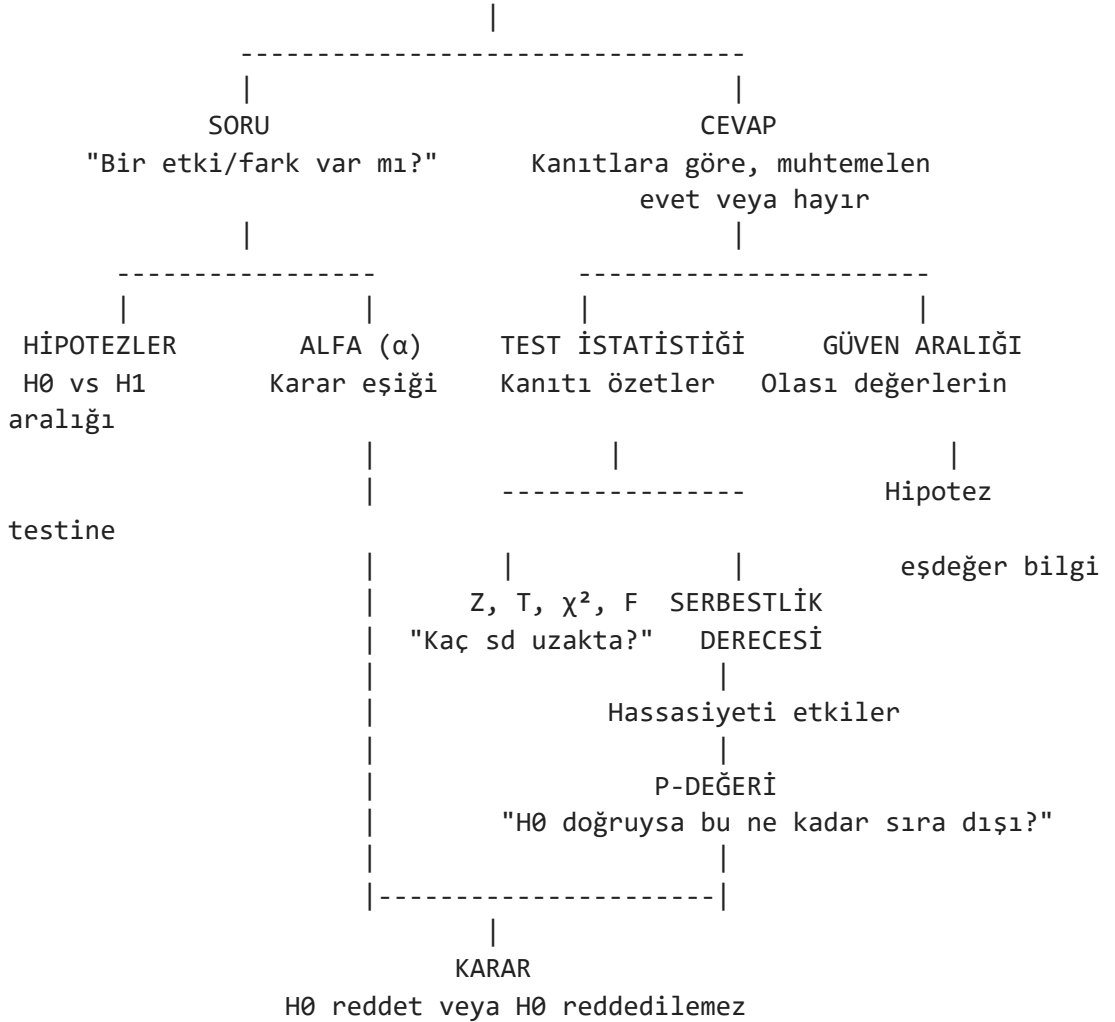 SORU CEVAP
"Bir etki/fark var mı?" Kanıtlara göre, muhtemelen
evet veya hayır
HİPOTEZLER ALFA (α) TEST İSTATİSTİĞİ GÜVEN ARALIĞI
H0 vs H1 Karar eşiği Kanıtı özetler Olası değerlerin
aralığı
Hipotez
testine
eşdeğer bilgi
Z, T, χ², F SERBESTLİK
"Kaç sd uzakta?" DERECESİ
Hassasiyeti etkiler
P-DEĞERİ
"H0 doğruysa bu ne kadar sıra dışı?"
KARAR
H0 reddet veya H0 reddedilemez